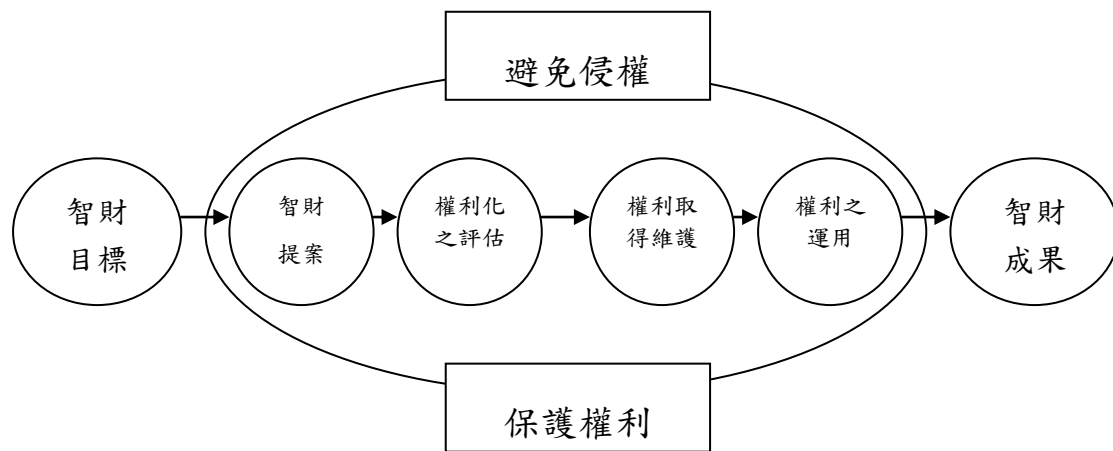 避免侵權
智財
目標
智財
提案
權利化
之評估
權利取
得維護
權利之
運用
智財
成果
保護權利